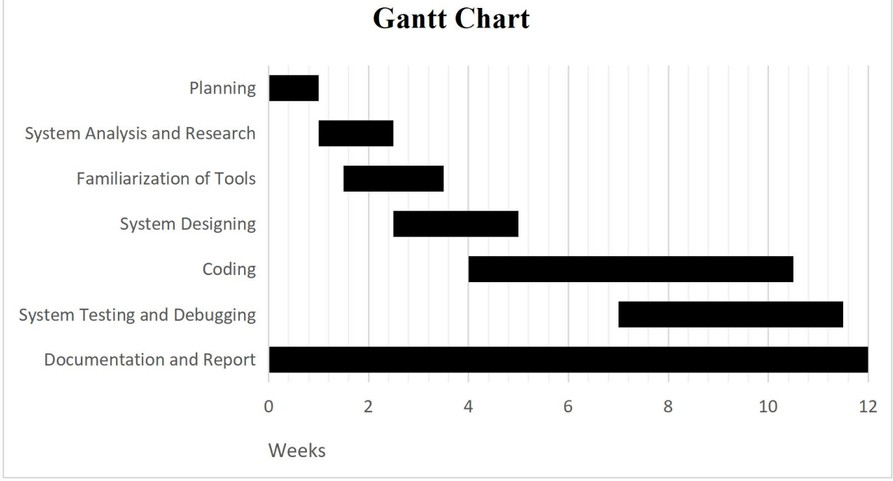 Gantt Chart
Planning
System Analysis and Research
Familiarization of Tools
System Designing
Coding
System Testing and Debugging
Documentation and Report
0 2 4 6 8 10 12
Weeks